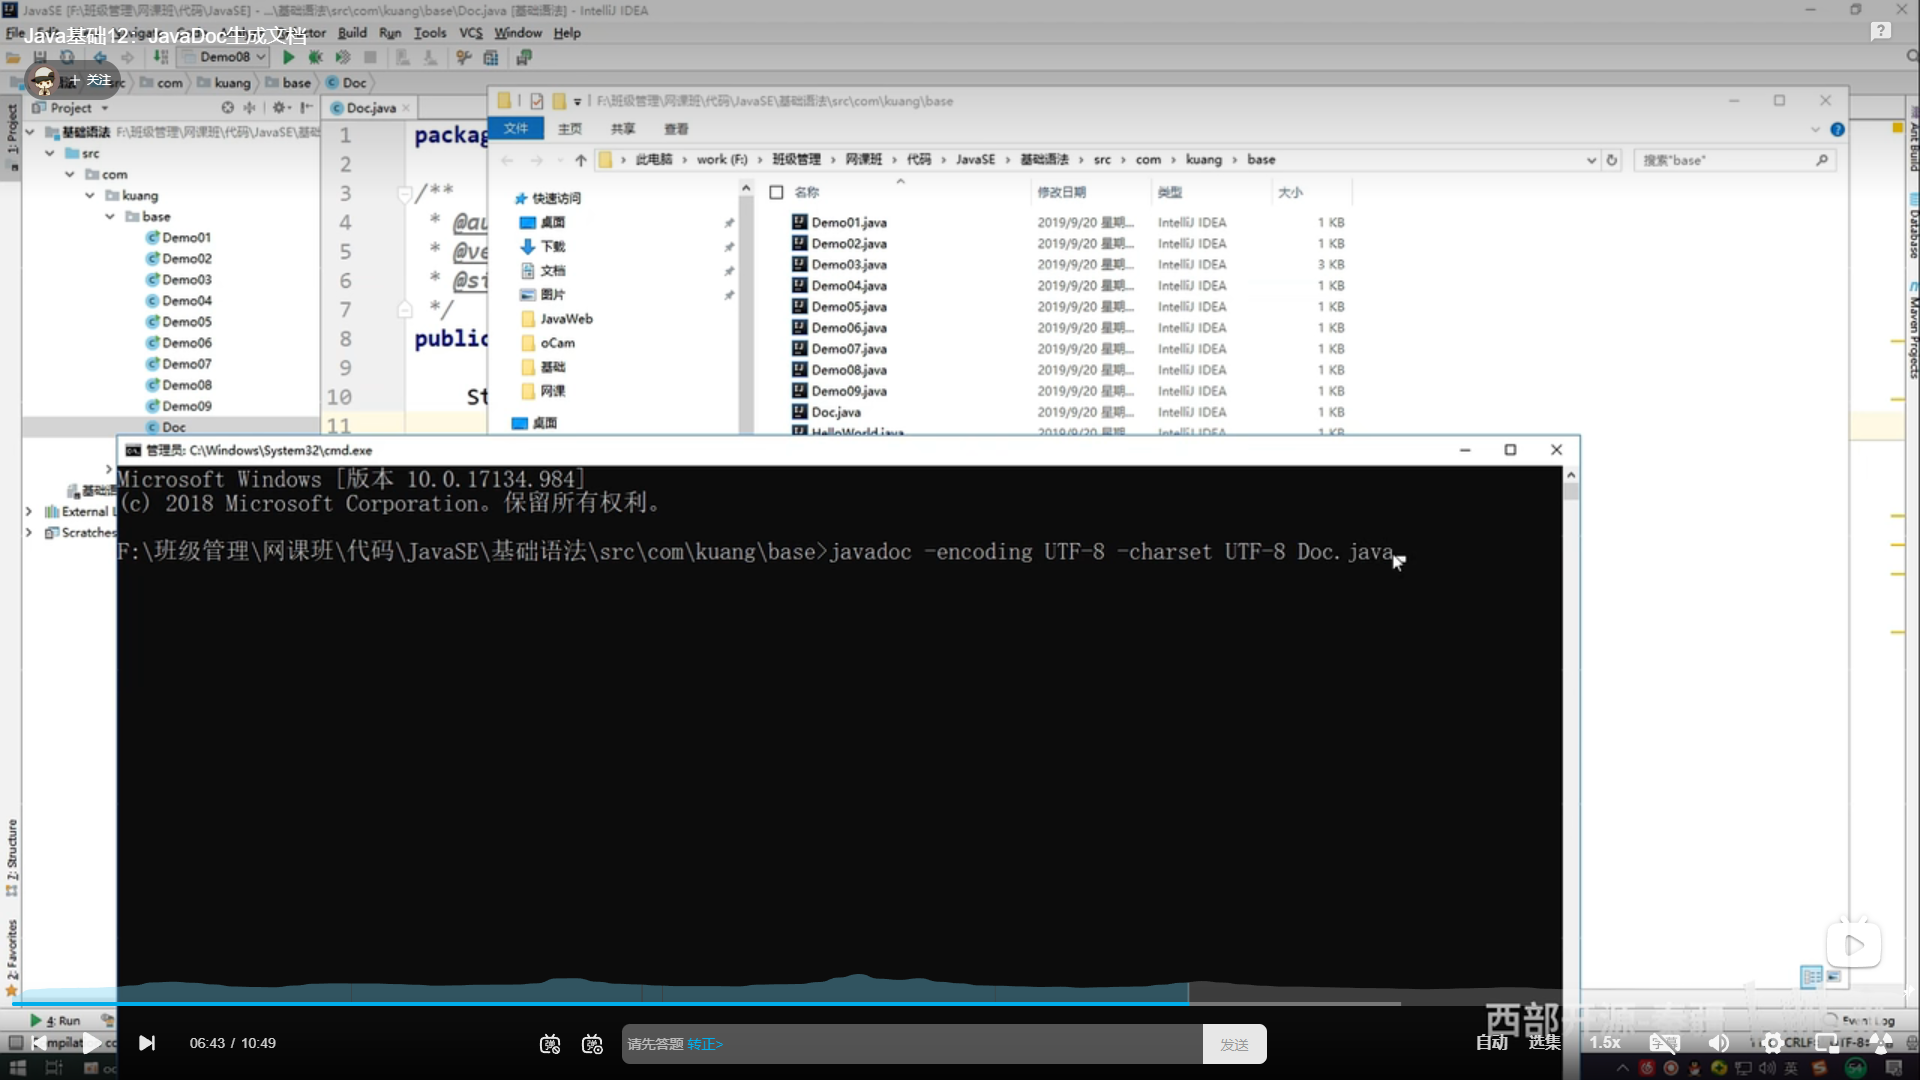 JavaSE [F:\班级管理\网课班\代码\JavaSE] - ...\基础语法\src\com\kuang\base\Doc.java [基础语法] - IntelliJ IDEA
Java基础12：JavaDoc生成文档
File Build Run Tools VCS Window Help
Demo08
关注
src com kuang base Doc
1: Project
Project
Doc.java
基础语法 F:\班级管理\网课班\代码\JavaSE\基础
src
com
kuang
base
Demo01
Demo02
Demo03
Demo04
Demo05
Demo06
Demo07
Demo08
Demo09
Doc
External L
Scratches
1 packag
2
3 /**
4 * @au
5 * @ve
6 * @si
7 */
8 public
9
10 St
11
F:\班级管理\网课班\代码\JavaSE\基础语法\src\com\kuang\base
文件 主页 共享 查看
此电脑 work (F:) 班级管理 网课班 代码 JavaSE 基础语法 src com kuang base
搜索"base"
快速访问
桌面
下载
文档
图片
JavaWeb
oCam
基础
网课
桌面
名称 修改日期 类型 大小
Demo01.java 2019/9/20 星期... IntelliJ IDEA 1 KB
Demo02.java 2019/9/20 星期... IntelliJ IDEA 1 KB
Demo03.java 2019/9/20 星期... IntelliJ IDEA 3 KB
Demo04.java 2019/9/20 星期... IntelliJ IDEA 1 KB
Demo05.java 2019/9/20 星期... IntelliJ IDEA 1 KB
Demo06.java 2019/9/20 星期... IntelliJ IDEA 1 KB
Demo07.java 2019/9/20 星期... IntelliJ IDEA 1 KB
Demo08.java 2019/9/20 星期... IntelliJ IDEA 1 KB
Demo09.java 2019/9/20 星期... IntelliJ IDEA 1 KB
Doc.java 2019/9/20 星期... IntelliJ IDEA 1 KB
HelloWorld.java 2019/9/20 星期... IntelliJ IDEA 1 KB
Ant Build
Database
Maven Projects
管理员: C:\Windows\System32\cmd.exe
Microsoft Windows [版本 10.0.17134.984]
(c) 2018 Microsoft Corporation。保留所有权利。
F:\班级管理\网课班\代码\JavaSE\基础语法\src\com\kuang\base>javadoc -encoding UTF-8 -charset UTF-8 Doc.java
7: Structure
2: Favorites
4: Run
西部开源
Event Log
06:43 / 10:49
请先答题 转正>
发送
自动 选集 1.5x 字幕
CRLF
英
54